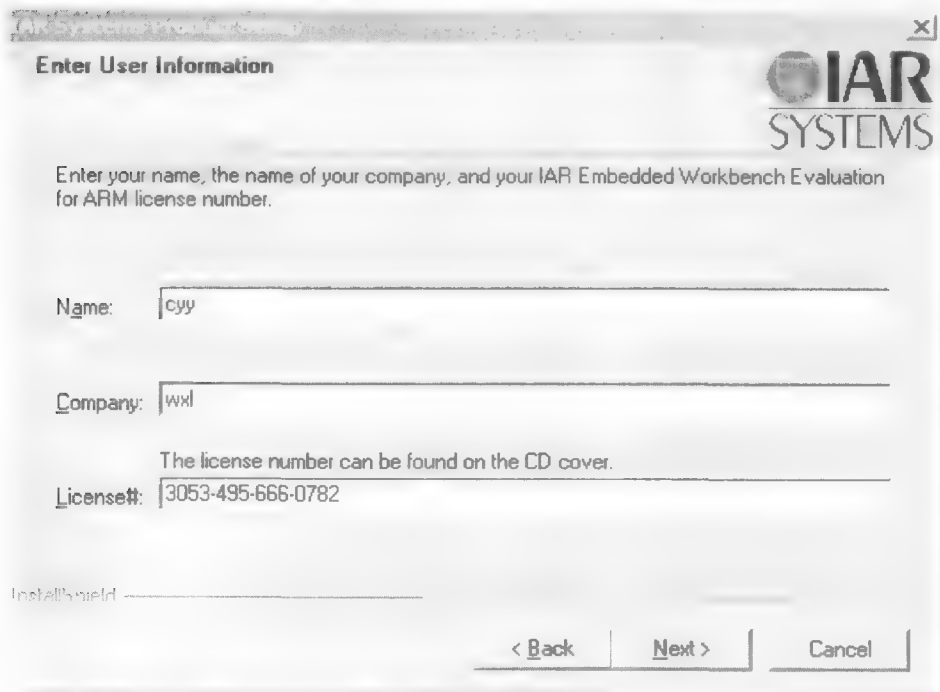 Enter User Information
IAR
SYSTEMS
Enter your name, the name of your company, and your IAR Embedded Workbench Evaluation
for ARM license number.
Name: cyy
Company: wxl
The license number can be found on the CD cover.
License#: 3053-495-666-0782
InstallShield
< Back Next > Cancel